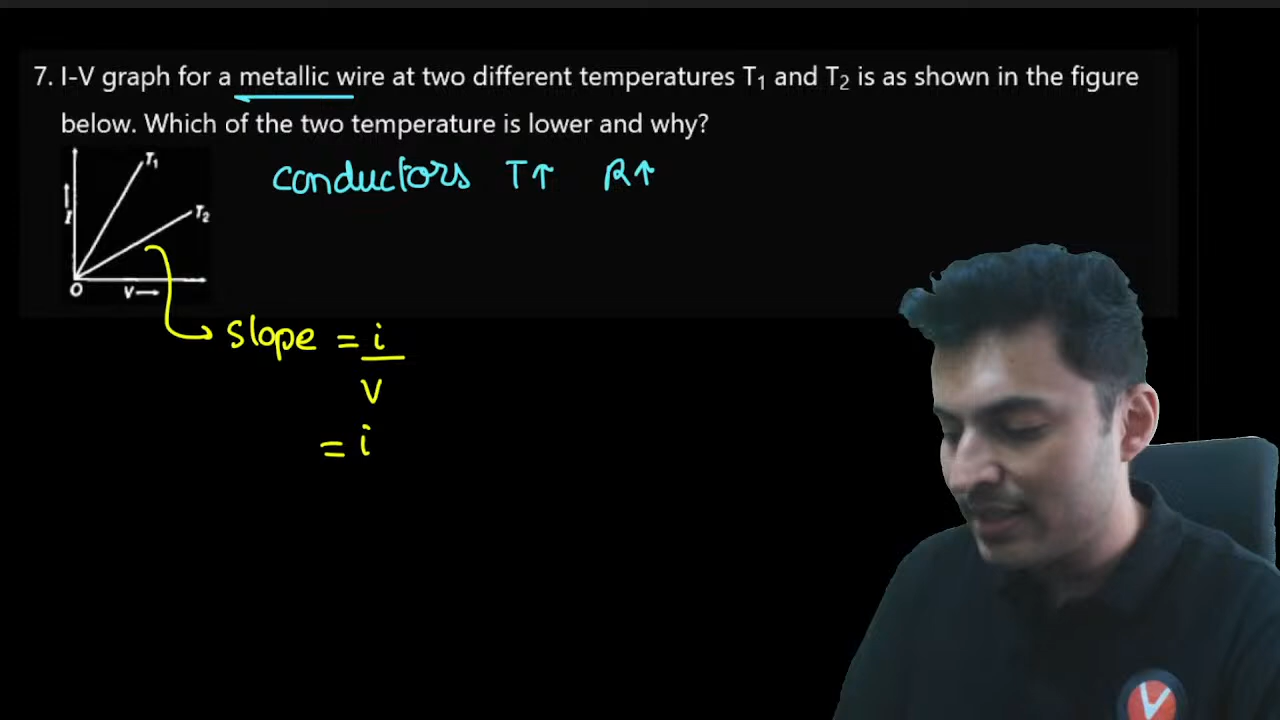 7. I-V graph for a metallic wire at two different temperatures T₁ and T₂ is as shown in the figure
below. Which of the two temperature is lower and why?
T₁
conductors T↑ R↑
I
T₂
O
V
slope = i
V
= i
V